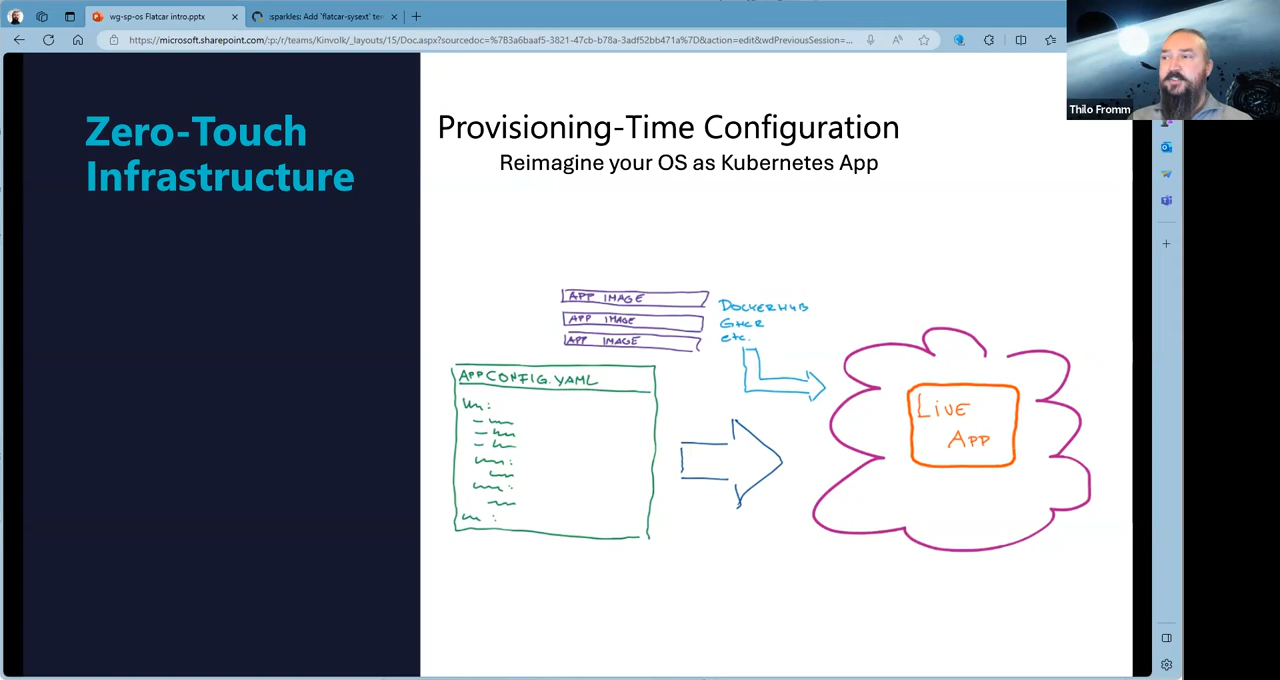 wg-sp-os Flatcar intro.pptx
:sparkles: Add `flatcar-sysext` te
https://microsoft.sharepoint.com/:p:/r/teams/Kinvolk/_layouts/15/Doc.aspx?sourcedoc=%7B3a6baaf5-3821-47cb-b78a-3adf52bb471a%7D&action=edit&wdPreviousSession=...
Thilo Fromm
Zero-Touch
Infrastructure
Provisioning-Time Configuration
Reimagine your OS as Kubernetes App
APP IMAGE
APP IMAGE
APP IMAGE
DOCKERHUB
GHCR
etc.
APPCONFIG.YAML
LIVE
APP